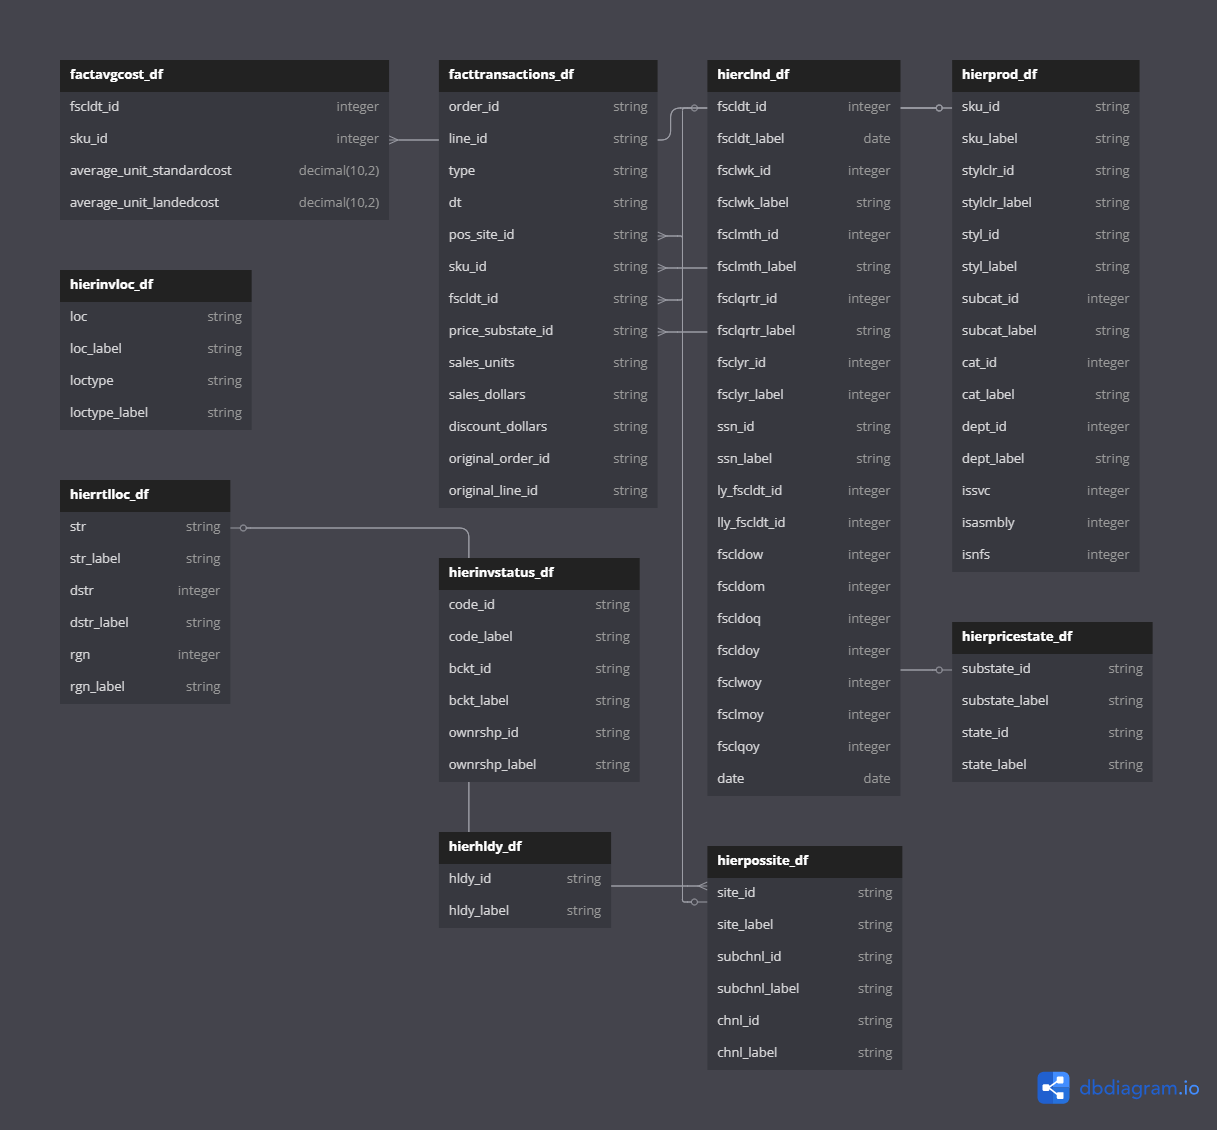 factavgcost_df
fscldt_id integer
sku_id integer
average_unit_standardcost decimal(10,2)
average_unit_landedcost decimal(10,2)
hierinvloc_df
loc string
loc_label string
loctype string
loctype_label string
hierrtlloc_df
str string
str_label string
dstr integer
dstr_label string
rgn integer
rgn_label string
facttransactions_df
order_id string
line_id string
type string
dt string
pos_site_id string
sku_id string
fscldt_id string
price_substate_id string
sales_units string
sales_dollars string
discount_dollars string
original_order_id string
original_line_id string
hierinvstatus_df
code_id string
code_label string
bckt_id string
bckt_label string
ownrshp_id string
ownrshp_label string
hierhldy_df
hldy_id string
hldy_label string
hierclnd_df
fscldt_id integer
fscldt_label date
fsclwk_id integer
fsclwk_label string
fsclmth_id integer
fsclmth_label string
fsclqrtr_id integer
fsclqrtr_label string
fsclyr_id integer
fsclyr_label integer
ssn_id string
ssn_label string
ly_fscldt_id integer
lly_fscldt_id integer
fscldow integer
fscldom integer
fscldoq integer
fscldoy integer
fsclwoy integer
fsclmoy integer
fsclqoy integer
date date
hierpossite_df
site_id string
site_label string
subchnl_id string
subchnl_label string
chnl_id string
chnl_label string
hierprod_df
sku_id string
sku_label string
stylclr_id string
stylclr_label string
styl_id string
styl_label string
subcat_id integer
subcat_label string
cat_id integer
cat_label string
dept_id integer
dept_label string
issvc integer
isasmbly integer
isnfs integer
hierpricestate_df
substate_id string
substate_label string
state_id string
state_label string
dbdiagram.io